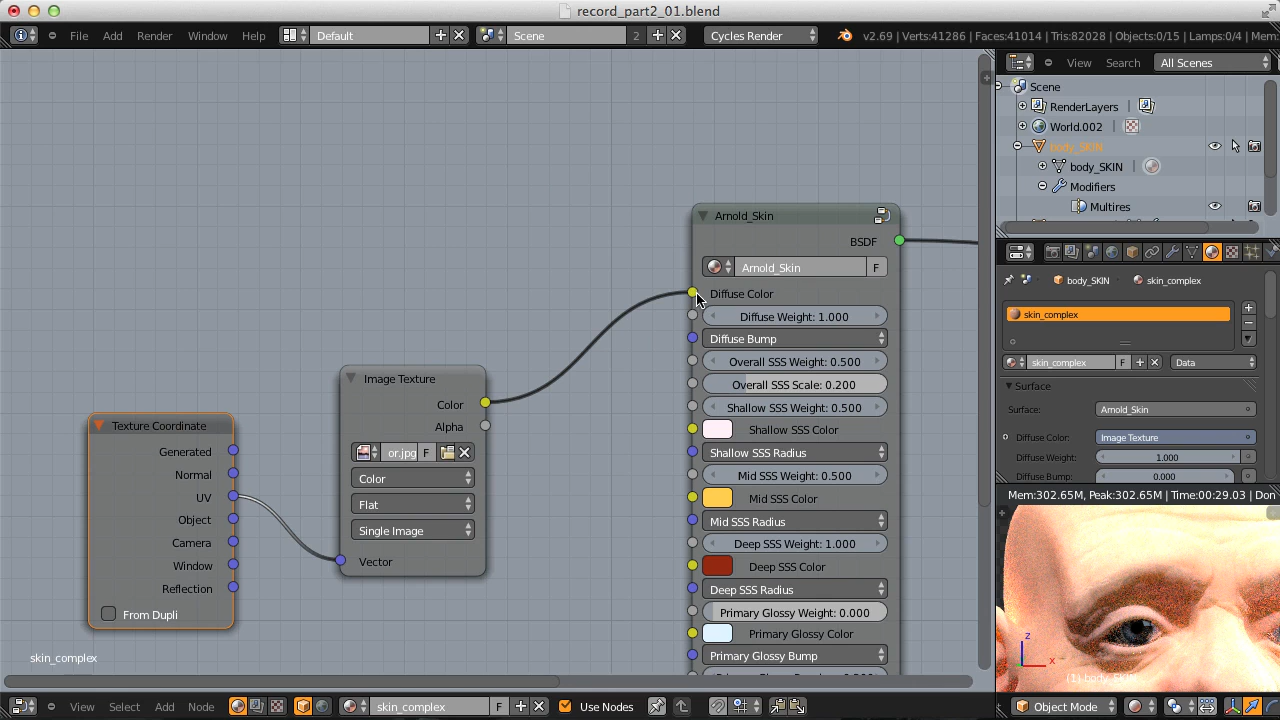 record_part2_01.blend
File Add Render Window Help Default Scene 2 Cycles Render v2.69 | Verts:41286 | Faces:41014 | Tris:82028 | Objects:0/15 | Lamps:0/4 | Mem:
View Search All Scenes
Scene
RenderLayers
World.002
body_SKIN
body_SKIN
Modifiers
Multires
body_SKIN skin_complex
skin_complex
skin_complex F Data
Surface
Surface: Arnold_Skin
Diffuse Color: Image Texture
Diffuse Weight: 1.000
Diffuse Bump: 0.000
Mem:302.65M, Peak:302.65M | Time:00:29.03 | Don
z
x
(1) body_SKIN
Arnold_Skin
BSDF
Arnold_Skin F
Diffuse Color
Diffuse Weight: 1.000
Diffuse Bump
Overall SSS Weight: 0.500
Overall SSS Scale: 0.200
Shallow SSS Weight: 0.500
Shallow SSS Color
Shallow SSS Radius
Mid SSS Weight: 0.500
Mid SSS Color
Mid SSS Radius
Deep SSS Weight: 1.000
Deep SSS Color
Deep SSS Radius
Primary Glossy Weight: 0.000
Primary Glossy Color
Primary Glossy Bump
Image Texture
Color
Alpha
or.jpg F
Color
Flat
Single Image
Vector
Texture Coordinate
Generated
Normal
UV
Object
Camera
Window
Reflection
From Dupli
skin_complex
View Select Add Node skin_complex F Use Nodes Object Mode